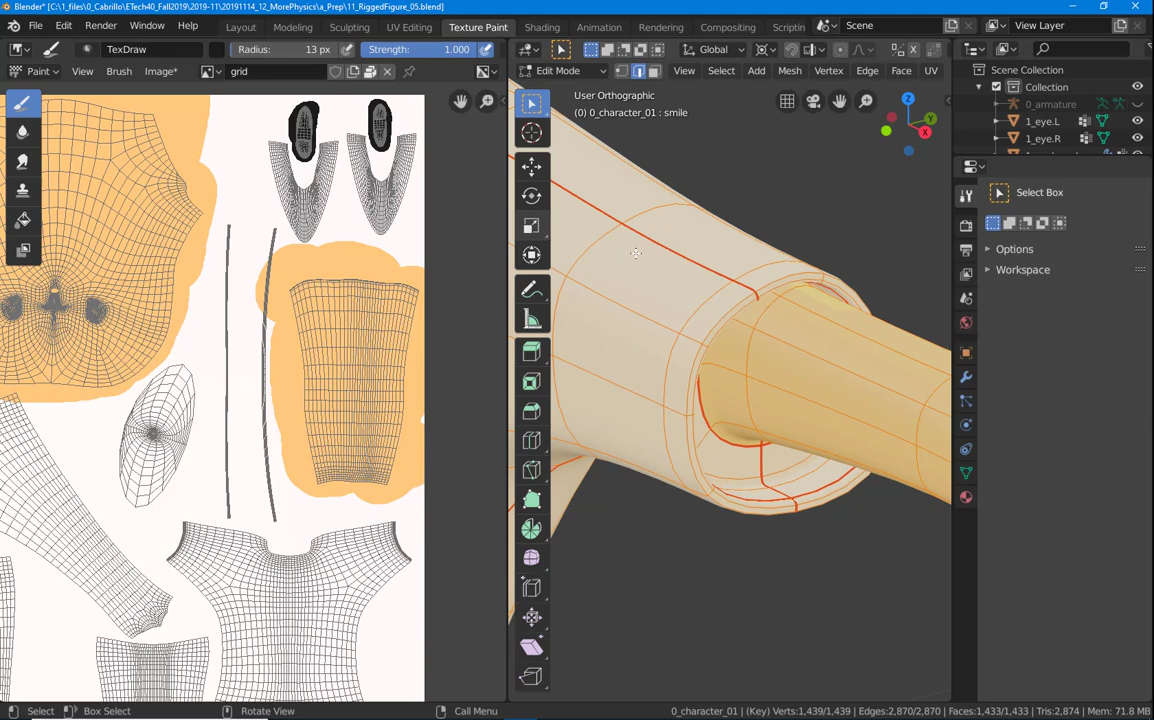 Blender* [C:\1_files\0_Cabrillo\ETech40_Fall2019\2019-11\20191114_12_MorePhysics\a_Prep\11_RiggedFigure_05.blend]
File Edit Render Window Help Layout Modeling Sculpting UV Editing Texture Paint Shading Animation Rendering Compositing Scriptin Scene View Layer
TexDraw Radius: 13 px Strength: 1.000 Global
Paint View Brush Image* grid Edit Mode View Select Add Mesh Vertex Edge Face UV
Scene Collection
Collection
0_armature
1_eye.L
1_eye.R
User Orthographic
(0) 0_character_01 : smile
Z
Y
X
Select Box
Options
Workspace
Select Box Select Rotate View Call Menu 0_character_01 | (Key) Verts:1,439/1,439 | Edges:2,870/2,870 | Faces:1,433/1,433 | Tris:2,874 | Mem: 71.8 MB